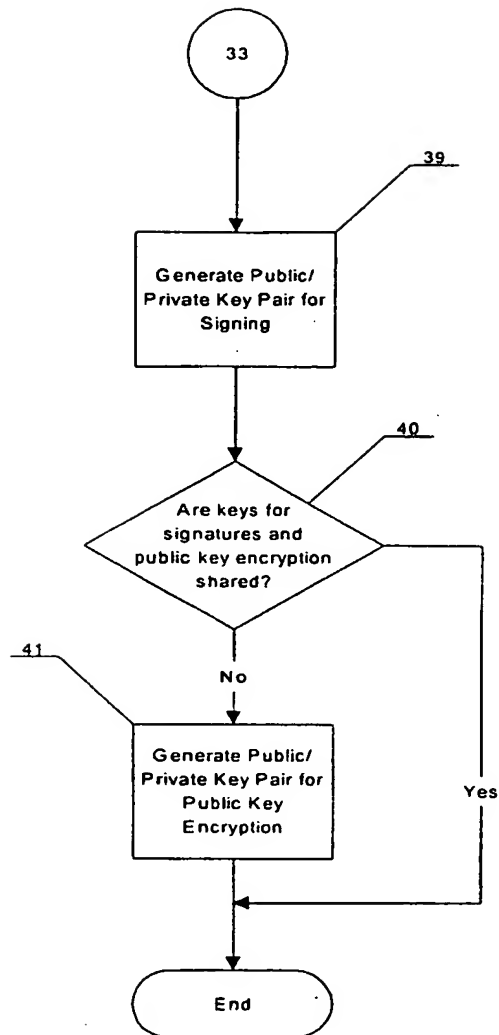 33
39
Generate Public/
Private Key Pair for
Signing
40
Are keys for
signatures and
public key encryption
shared?
41
No
Generate Public/
Private Key Pair for
Public Key
Encryption
Yes
End